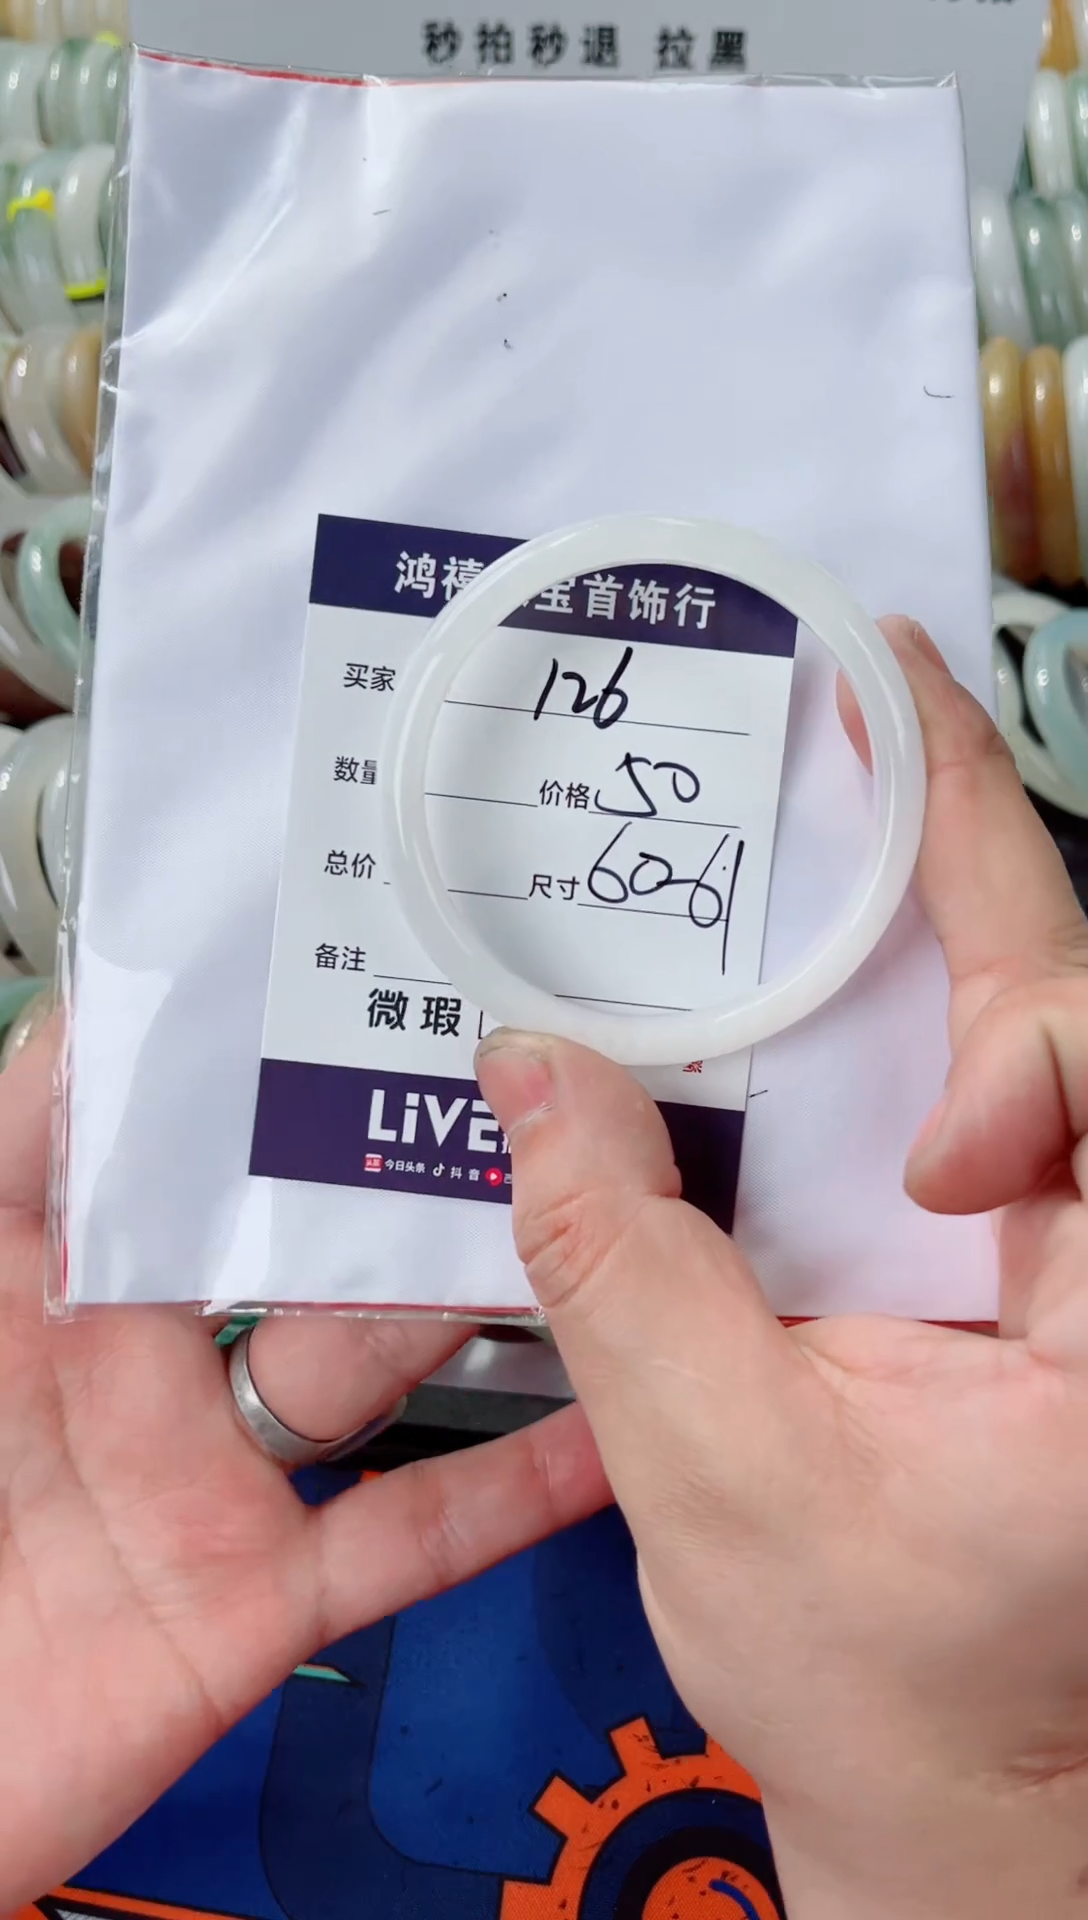 秒拍秒退 拉黑
鸿禧 宝首饰行
买家 126
数量 价格 50
总价 尺寸 60-61
备注
微瑕
LiVE
今日头条 抖音